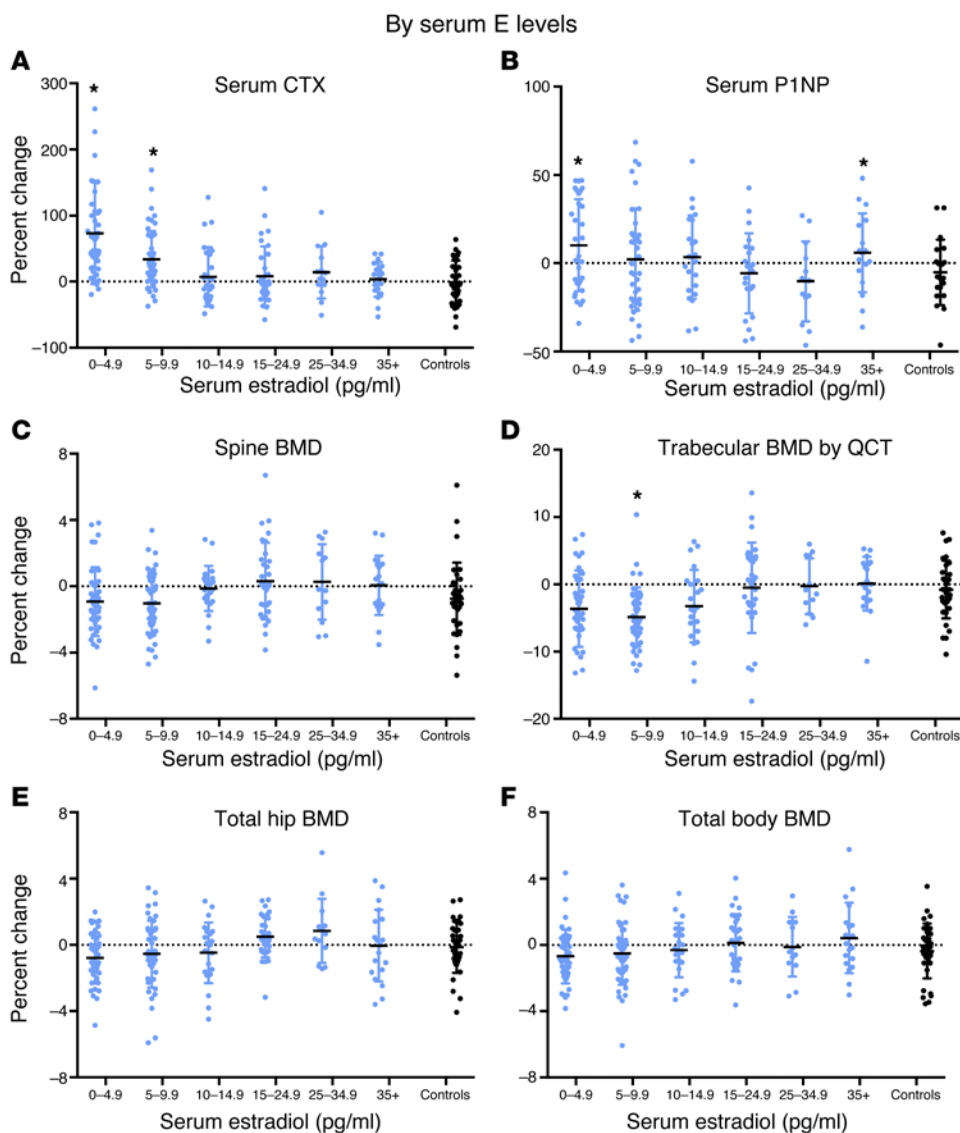 By serum E levels
A
Serum CTX
*
*
300
200
100
0
−100
Percent change
0–4.9 5–9.9 10–14.9 15–24.9 25–34.9 35+ Controls
Serum estradiol (pg/ml)
B
Serum P1NP
*
*
100
50
0
−50
0–4.9 5–9.9 10–14.9 15–24.9 25–34.9 35+ Controls
Serum estradiol (pg/ml)
C
Spine BMD
8
4
0
−4
−8
Percent change
0–4.9 5–9.9 10–14.9 15–24.9 25–34.9 35+ Controls
Serum estradiol (pg/ml)
D
Trabecular BMD by QCT
*
20
10
0
−10
−20
0–4.9 5–9.9 10–14.9 15–24.9 25–34.9 35+ Controls
Serum estradiol (pg/ml)
E
Total hip BMD
8
4
0
−4
−8
Percent change
0–4.9 5–9.9 10–14.9 15–24.9 25–34.9 35+ Controls
Serum estradiol (pg/ml)
F
Total body BMD
8
4
0
−4
−8
0–4.9 5–9.9 10–14.9 15–24.9 25–34.9 35+ Controls
Serum estradiol (pg/ml)